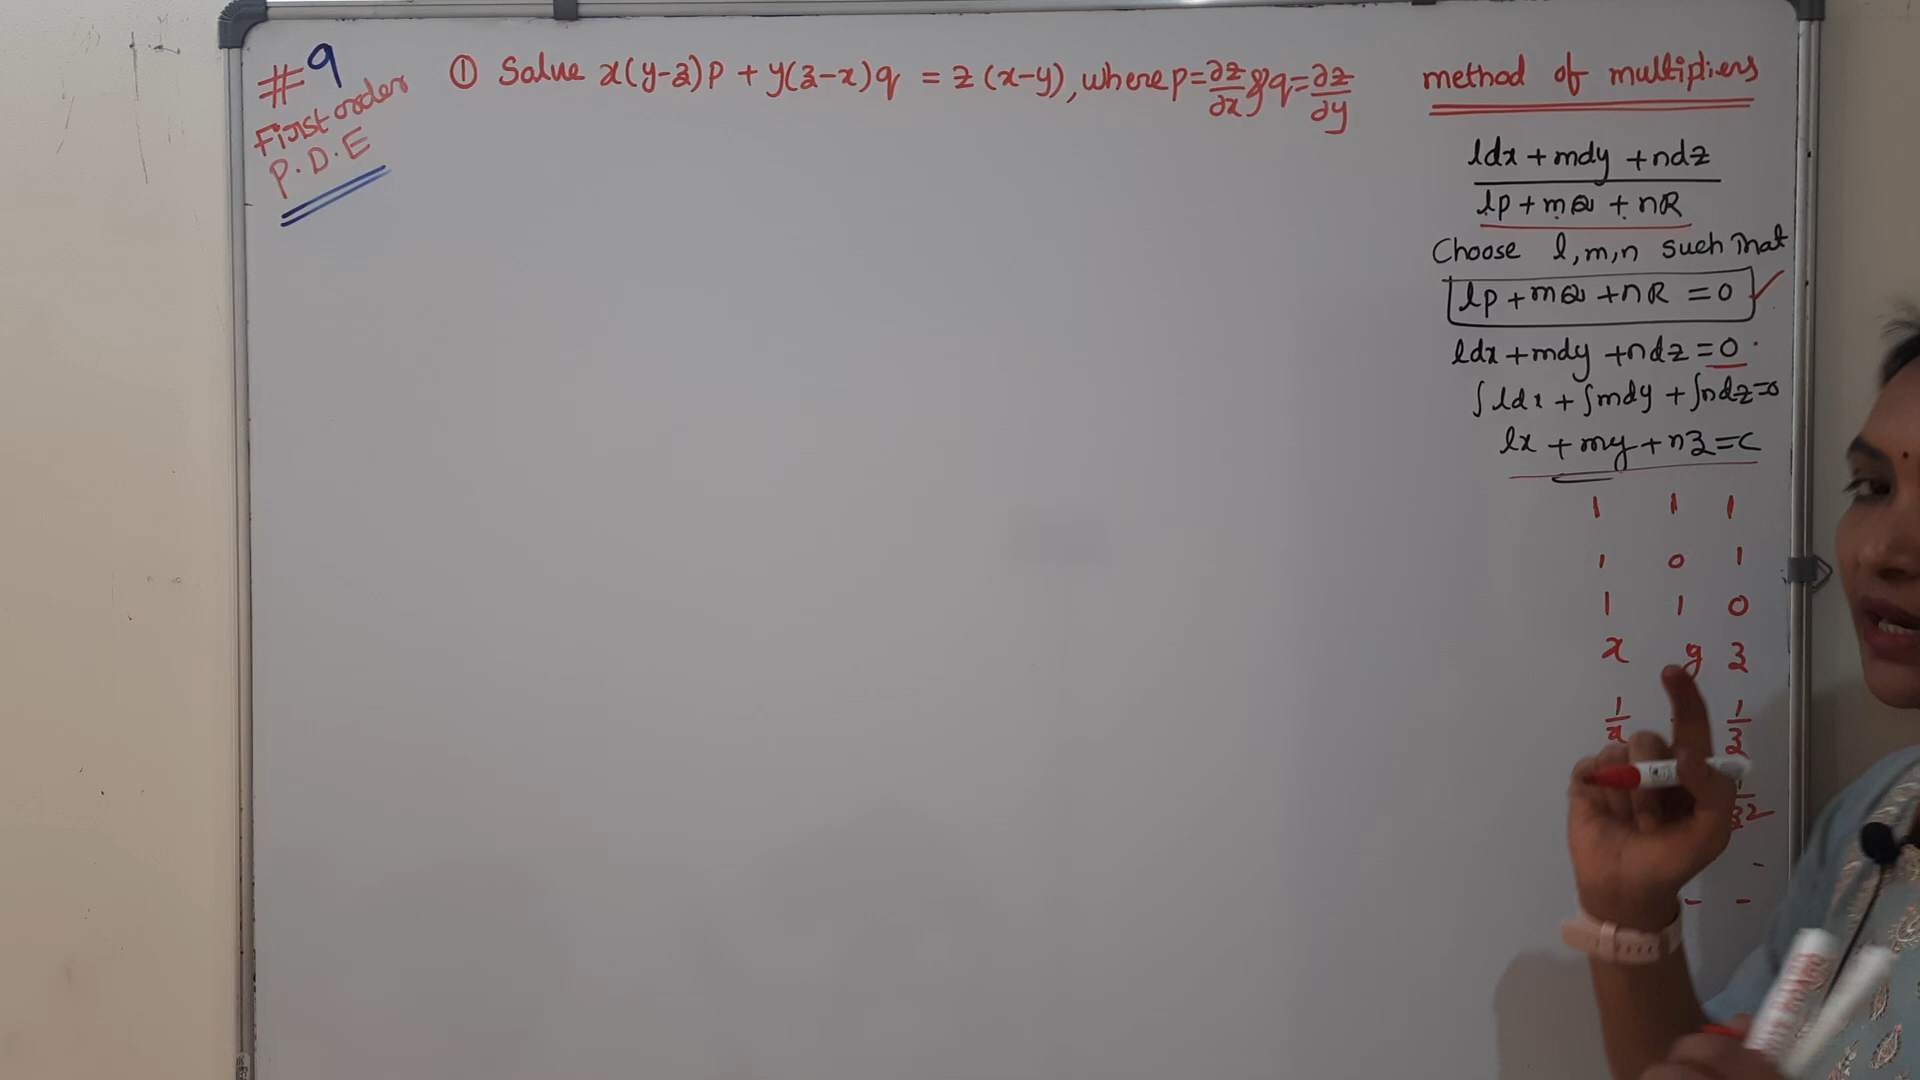 #9
First order
P.D.E
① Solve x(y-z)p + y(z-x)q = z(x-y), where p=∂z/∂x & q=∂z/∂y
method of multipliers
ldx + mdy + ndz
lp + mQ + nR
Choose l, m, n such that
lp + mQ + nR = 0 ✓
ldx + mdy + ndz = 0
∫ldx + ∫mdy + ∫ndz=0
lx + my + nz = c
1 1 1
1 0 1
1 1 0
x y z
1/x 1/z